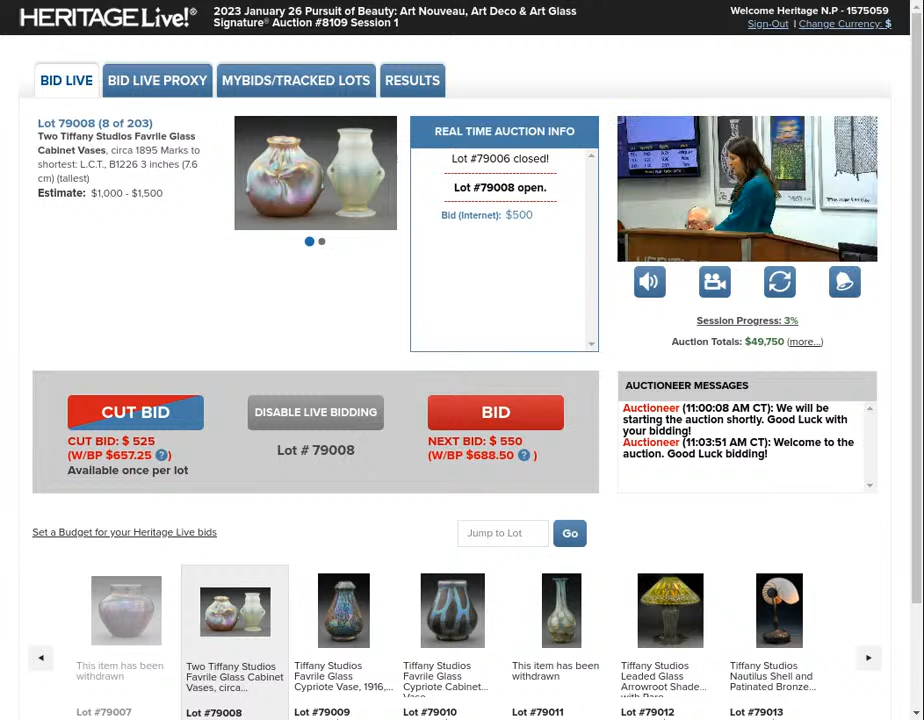 HERITAGE Live!®
2023 January 26 Pursuit of Beauty: Art Nouveau, Art Deco & Art Glass
Signature® Auction #8109 Session 1
Welcome Heritage N.P - 1575059
Sign-Out | Change Currency: $
BID LIVE
BID LIVE PROXY
MYBIDS/TRACKED LOTS
RESULTS
Lot 79008 (8 of 203)
Two Tiffany Studios Favrile Glass
Cabinet Vases, circa 1895 Marks to
shortest: L.C.T., B1226 3 inches (7.6
cm) (tallest)
Estimate: $1,000 - $1,500
REAL TIME AUCTION INFO
Lot #79006 closed!
Lot #79008 open.
Bid (Internet): $500
Session Progress: 3%
Auction Totals: $49,750 (more...)
CUT BID
CUT BID: $ 525
(W/BP $657.25 ?)
Available once per lot
DISABLE LIVE BIDDING
Lot # 79008
BID
NEXT BID: $ 550
(W/BP $688.50 ? )
AUCTIONEER MESSAGES
Auctioneer (11:00:08 AM CT): We will be
starting the auction shortly. Good Luck with
your bidding!
Auctioneer (11:03:51 AM CT): Welcome to the
auction. Good Luck bidding!
Set a Budget for your Heritage Live bids
Jump to Lot
Go
This item has been
withdrawn
Lot #79007
Two Tiffany Studios
Favrile Glass Cabinet
Vases, circa...
Lot #79008
Tiffany Studios
Favrile Glass
Cypriote Vase, 1916,...
Lot #79009
Tiffany Studios
Favrile Glass
Cypriote Cabinet...
Lot #79010
This item has been
withdrawn
Lot #79011
Tiffany Studios
Leaded Glass
Arrowroot Shade...
Lot #79012
Tiffany Studios
Nautilus Shell and
Patinated Bronze...
Lot #79013